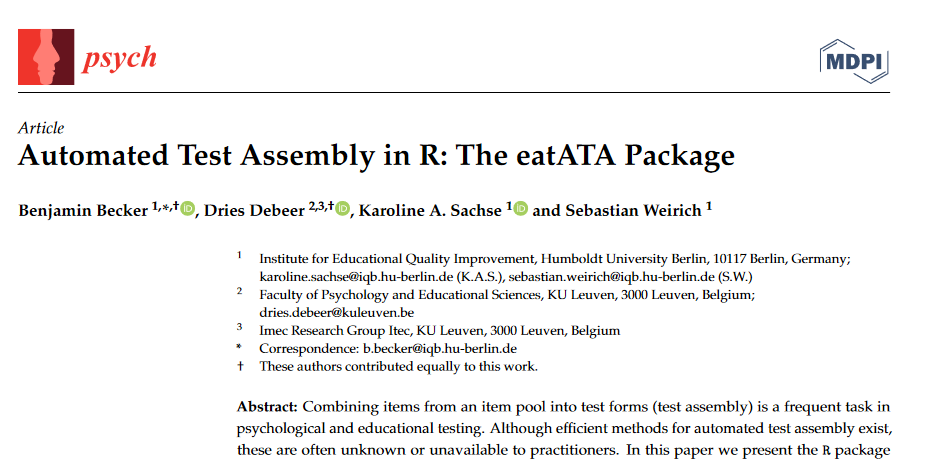 psych
MDPI
Article
Automated Test Assembly in R: The eatATA Package
Benjamin Becker 1,*,† iD, Dries Debeer 2,3,† iD, Karoline A. Sachse 1 iD and Sebastian Weirich 1
1 Institute for Educational Quality Improvement, Humboldt University Berlin, 10117 Berlin, Germany;
karoline.sachse@iqb.hu-berlin.de (K.A.S.), sebastian.weirich@iqb.hu-berlin.de (S.W.)
2 Faculty of Psychology and Educational Sciences, KU Leuven, 3000 Leuven, Belgium;
dries.debeer@kuleuven.be
3 Imec Research Group Itec, KU Leuven, 3000 Leuven, Belgium
* Correspondence: b.becker@iqb.hu-berlin.de
† These authors contributed equally to this work.
Abstract: Combining items from an item pool into test forms (test assembly) is a frequent task in
psychological and educational testing. Although efficient methods for automated test assembly exist,
these are often unknown or unavailable to practitioners. In this paper we present the R package